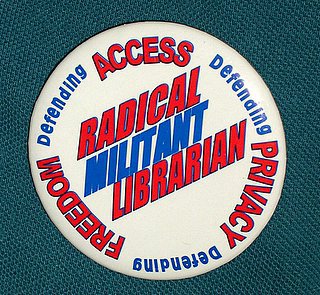 Defending ACCESS
Defending PRIVACY
Defending FREEDOM
RADICAL
MILITANT
LIBRARIAN